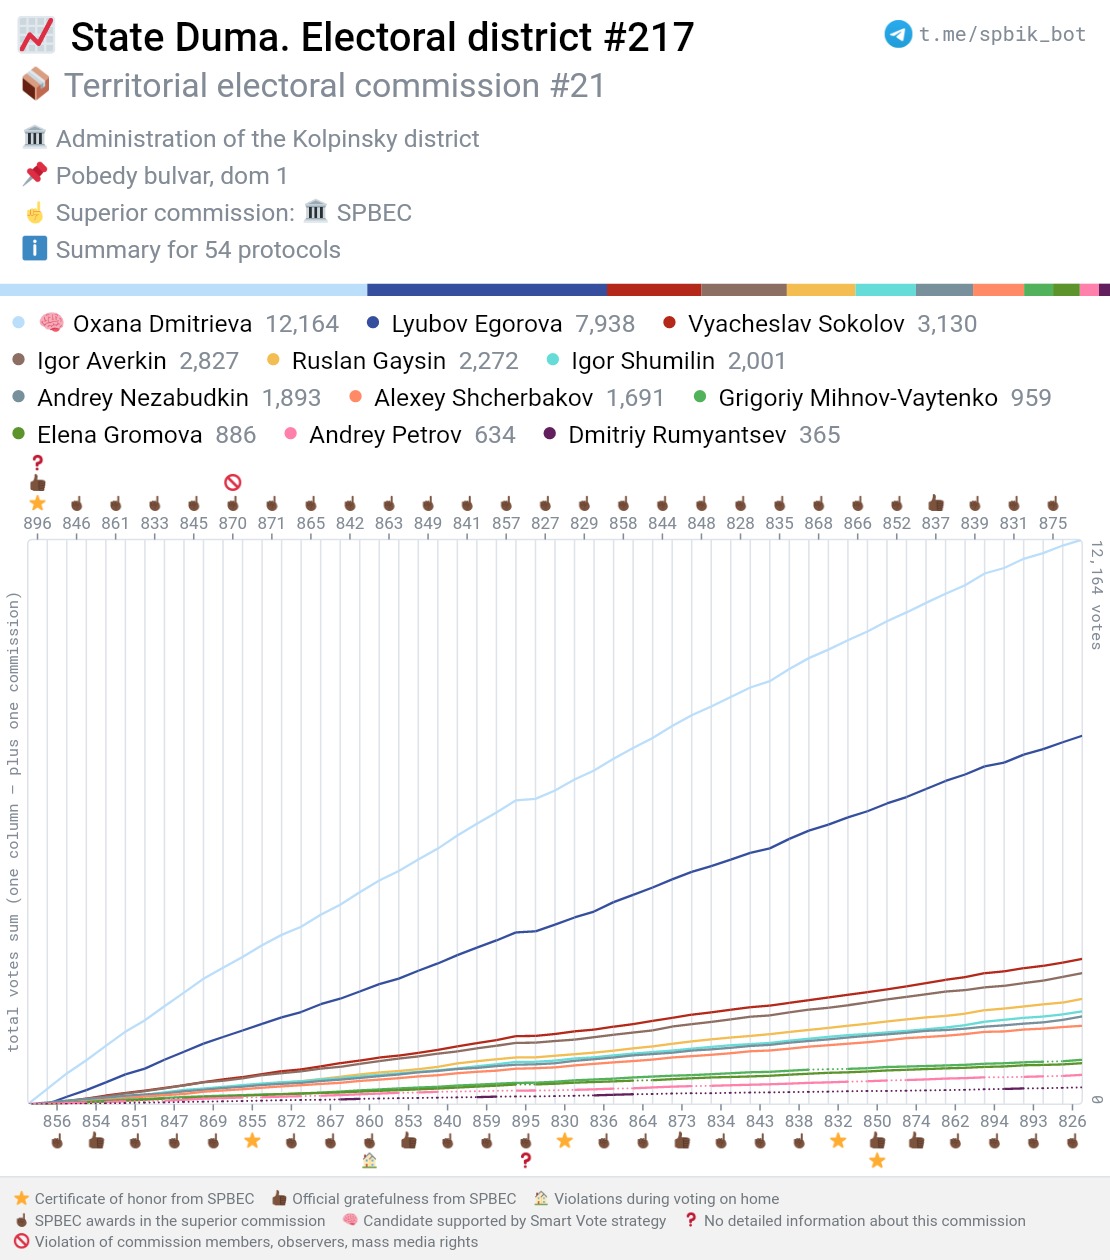 State Duma. Electoral district #217
t.me/spbik_bot
Territorial electoral commission #21
Administration of the Kolpinsky district
Pobedy bulvar, dom 1
Superior commission: SPBEC
Summary for 54 protocols
Oxana Dmitrieva 12,164 Lyubov Egorova 7,938 Vyacheslav Sokolov 3,130
Igor Averkin 2,827 Ruslan Gaysin 2,272 Igor Shumilin 2,001
Andrey Nezabudkin 1,893 Alexey Shcherbakov 1,691 Grigoriy Mihnov-Vaytenko 959
Elena Gromova 886 Andrey Petrov 634 Dmitriy Rumyantsev 365
896 846 861 833 845 870 871 865 842 863 849 841 857 827 829 858 844 848 828 835 868 866 852 837 839 831 875
12,164 votes
total votes sum (one column – plus one commission)
0
856 854 851 847 869 855 872 867 860 853 840 859 895 830 836 864 873 834 843 838 832 850 874 862 894 893 826
Certificate of honor from SPBEC Official gratefulness from SPBEC Violations during voting on home
SPBEC awards in the superior commission Candidate supported by Smart Vote strategy No detailed information about this commission
Violation of commission members, observers, mass media rights